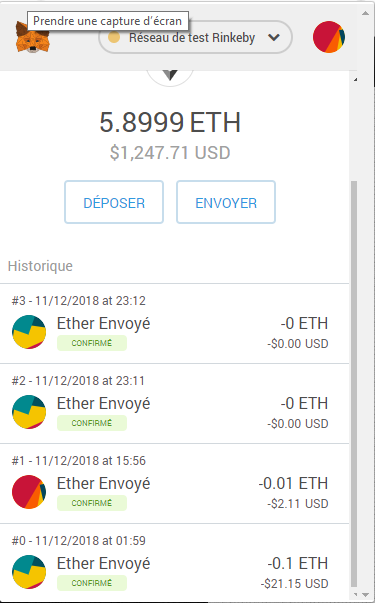 Prendre une capture d'écran
Réseau de test Rinkeby
5.8999 ETH
$1,247.71 USD
DÉPOSER
ENVOYER
Historique
#3 - 11/12/2018 at 23:12
Ether Envoyé
-0 ETH
CONFIRMÉ
-$0.00 USD
#2 - 11/12/2018 at 23:11
Ether Envoyé
-0 ETH
CONFIRMÉ
-$0.00 USD
#1 - 11/12/2018 at 15:56
Ether Envoyé
-0.01 ETH
CONFIRMÉ
-$2.11 USD
#0 - 11/12/2018 at 01:59
Ether Envoyé
-0.1 ETH
CONFIRMÉ
-$21.15 USD